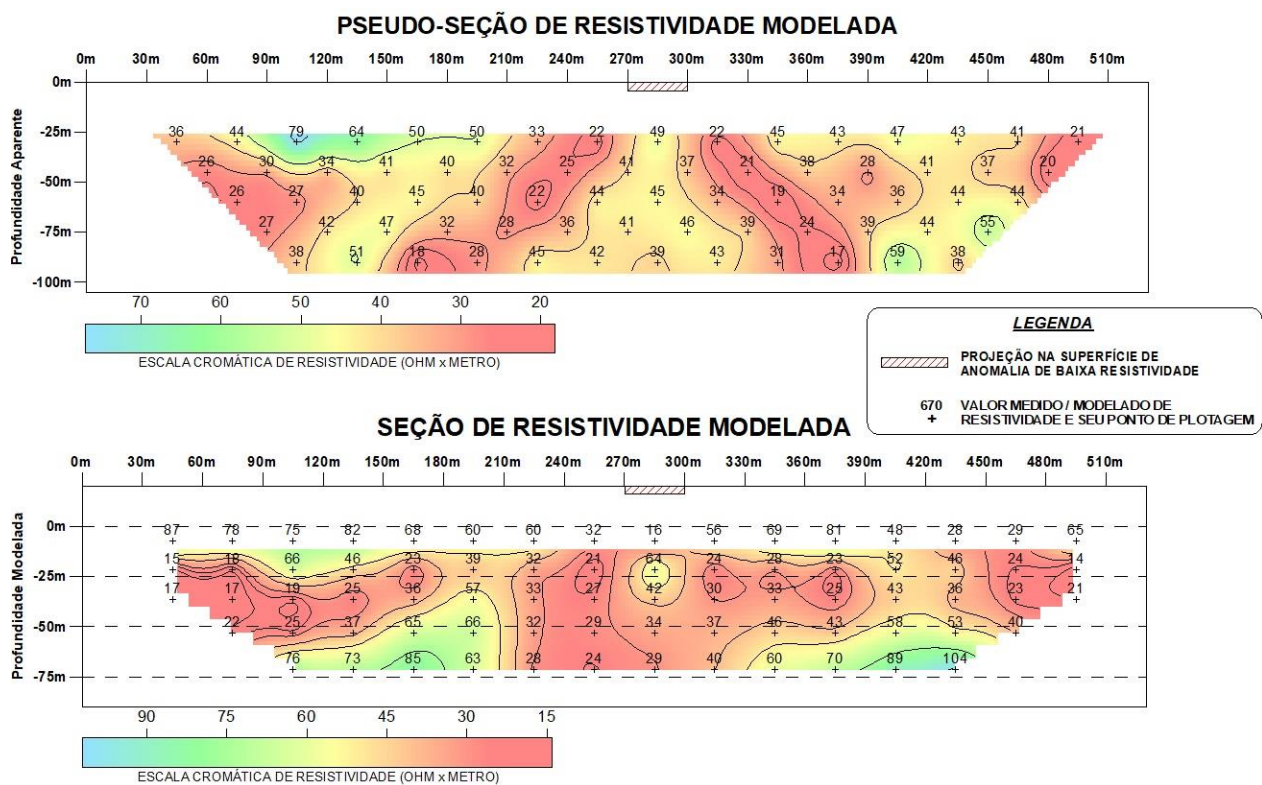 PSEUDO-SEÇÃO DE RESISTIVIDADE MODELADA
0m 30m 60m 90m 120m 150m 180m 210m 240m 270m 300m 330m 360m 390m 420m 450m 480m 510m
Profundidade Aparente
0m
-25m
36 44 79 64 50 50 33 22 49 22 45 43 47 43 41 21
26 30 34 41 40 32 25 41 37 21 38 28 41 37 20
-50m
26 27 40 45 40 22 44 45 34 19 34 36 44 44
-75m
27 42 47 32 28 36 41 46 39 24 39 44 55
38 51 18 28 45 42 39 43 31 17 59 38
-100m
70 60 50 40 30 20
ESCALA CROMÁTICA DE RESISTIVIDADE (OHM x METRO)
LEGENDA
PROJEÇÃO NA SUPERFÍCIE DE
ANOMALIA DE BAIXA RESISTIVIDADE
670 VALOR MEDIDO / MODELADO DE
+ RESISTIVIDADE E SEU PONTO DE PLOTAGEM
SEÇÃO DE RESISTIVIDADE MODELADA
0m 30m 60m 90m 120m 150m 180m 210m 240m 270m 300m 330m 360m 390m 420m 450m 480m 510m
Profundidade Modelada
0m
87 78 75 82 68 60 60 32 16 56 69 81 48 28 29 65
15 18 66 46 23 39 32 21 64 24 28 23 52 46 24 14
-25m
17 17 19 25 36 57 33 27 42 30 33 25 43 36 23 21
-50m
22 25 37 65 66 32 29 34 37 46 43 58 53 40
76 73 85 63 28 24 29 40 60 70 89 104
-75m
90 75 60 45 30 15
ESCALA CROMÁTICA DE RESISTIVIDADE (OHM x METRO)